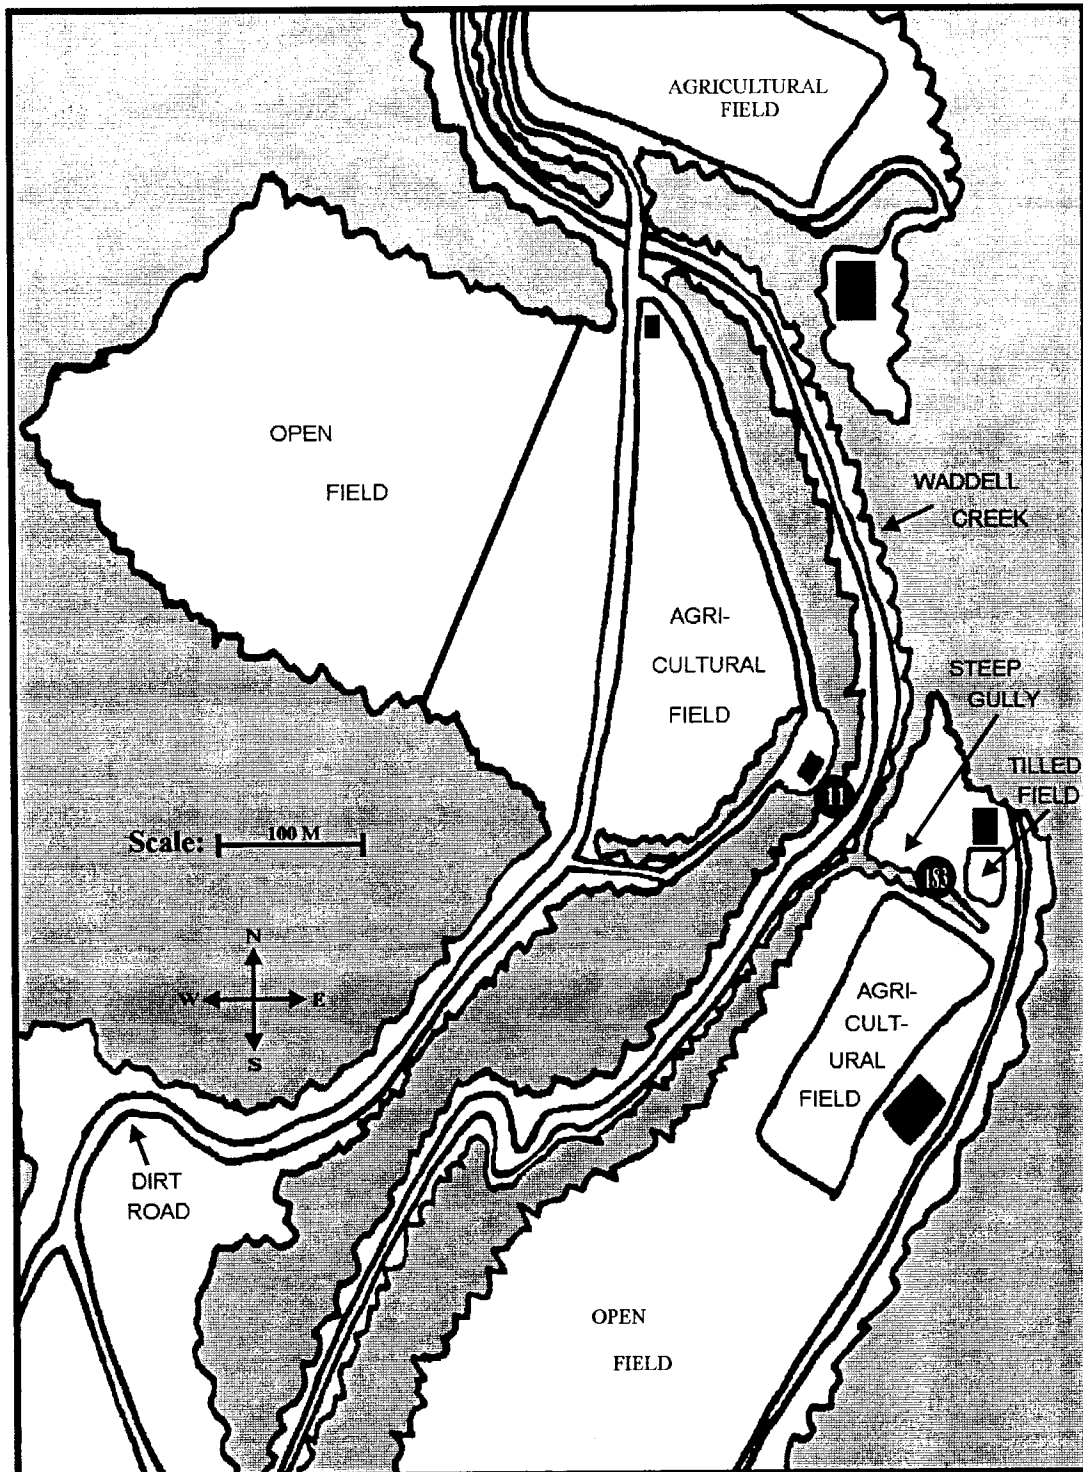 AGRICULTURAL
FIELD
OPEN
FIELD
WADDELL
CREEK
AGRI-
CULTURAL
FIELD
STEEP
GULLY
TILLED
FIELD
11
Scale: 100 M
183
N
W E
S
AGRI-
CULT-
URAL
FIELD
DIRT
ROAD
OPEN
FIELD